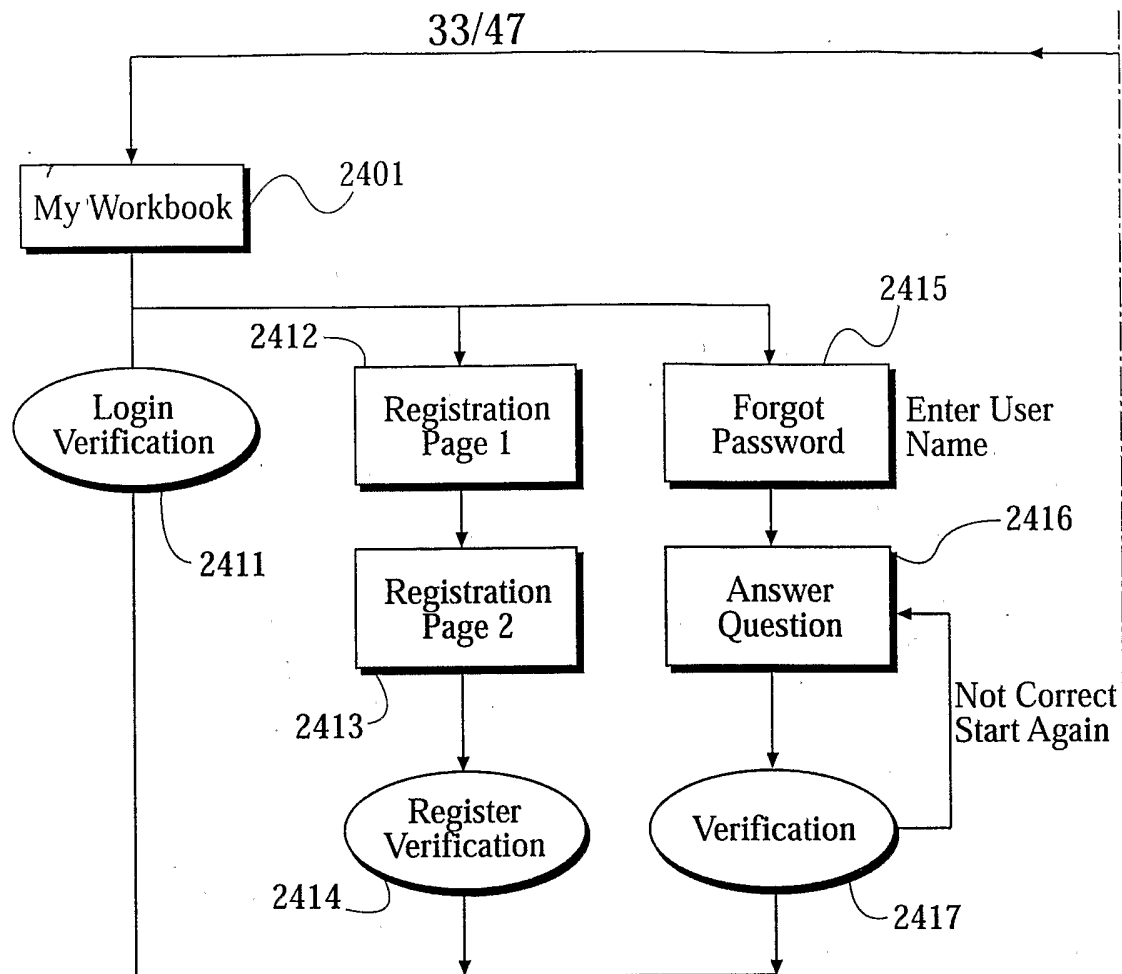 33/47
My Workbook
2401
2415
2412
Login
Verification
Registration
Page 1
Forgot
Password
Enter User
Name
2411
2416
Registration
Page 2
Answer
Question
2413
Not Correct
Start Again
Register
Verification
Verification
2414
2417